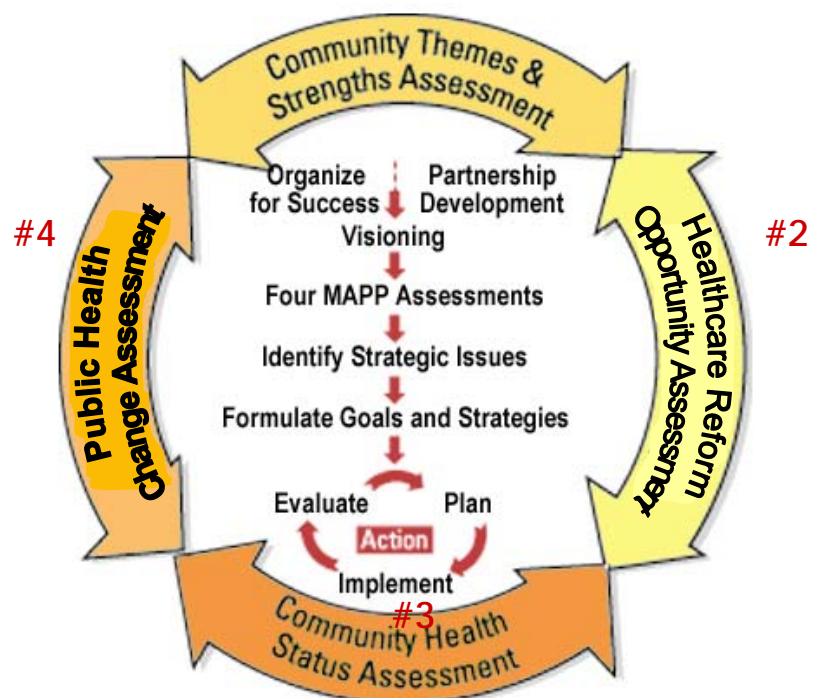 Community Themes &
Strengths Assessment
#4
Public Health
Change Assessment
Organize
for Success
Partnership
Development
Visioning
Four MAPP Assessments
Identify Strategic Issues
Formulate Goals and Strategies
Evaluate
Plan
Action
Implement
#2
Healthcare Reform
Opportunity Assessment
#3
Community Health
Status Assessment